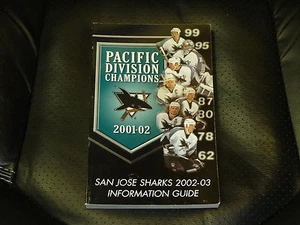 PACIFIC
DIVISION
CHAMPIONS
2001-02
99
95
87
80
78
62
SAN JOSE SHARKS 2002-03
INFORMATION GUIDE